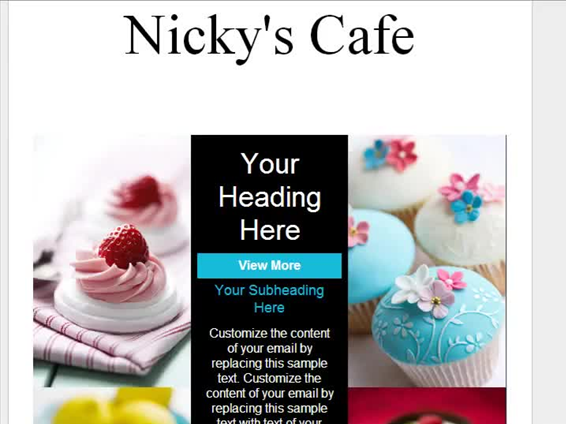 Nicky's Cafe
Your
Heading
Here
View More
Your Subheading
Here
Customize the content
of your email by
replacing this sample
text. Customize the
content of your email by
replacing this sample
text with text of your